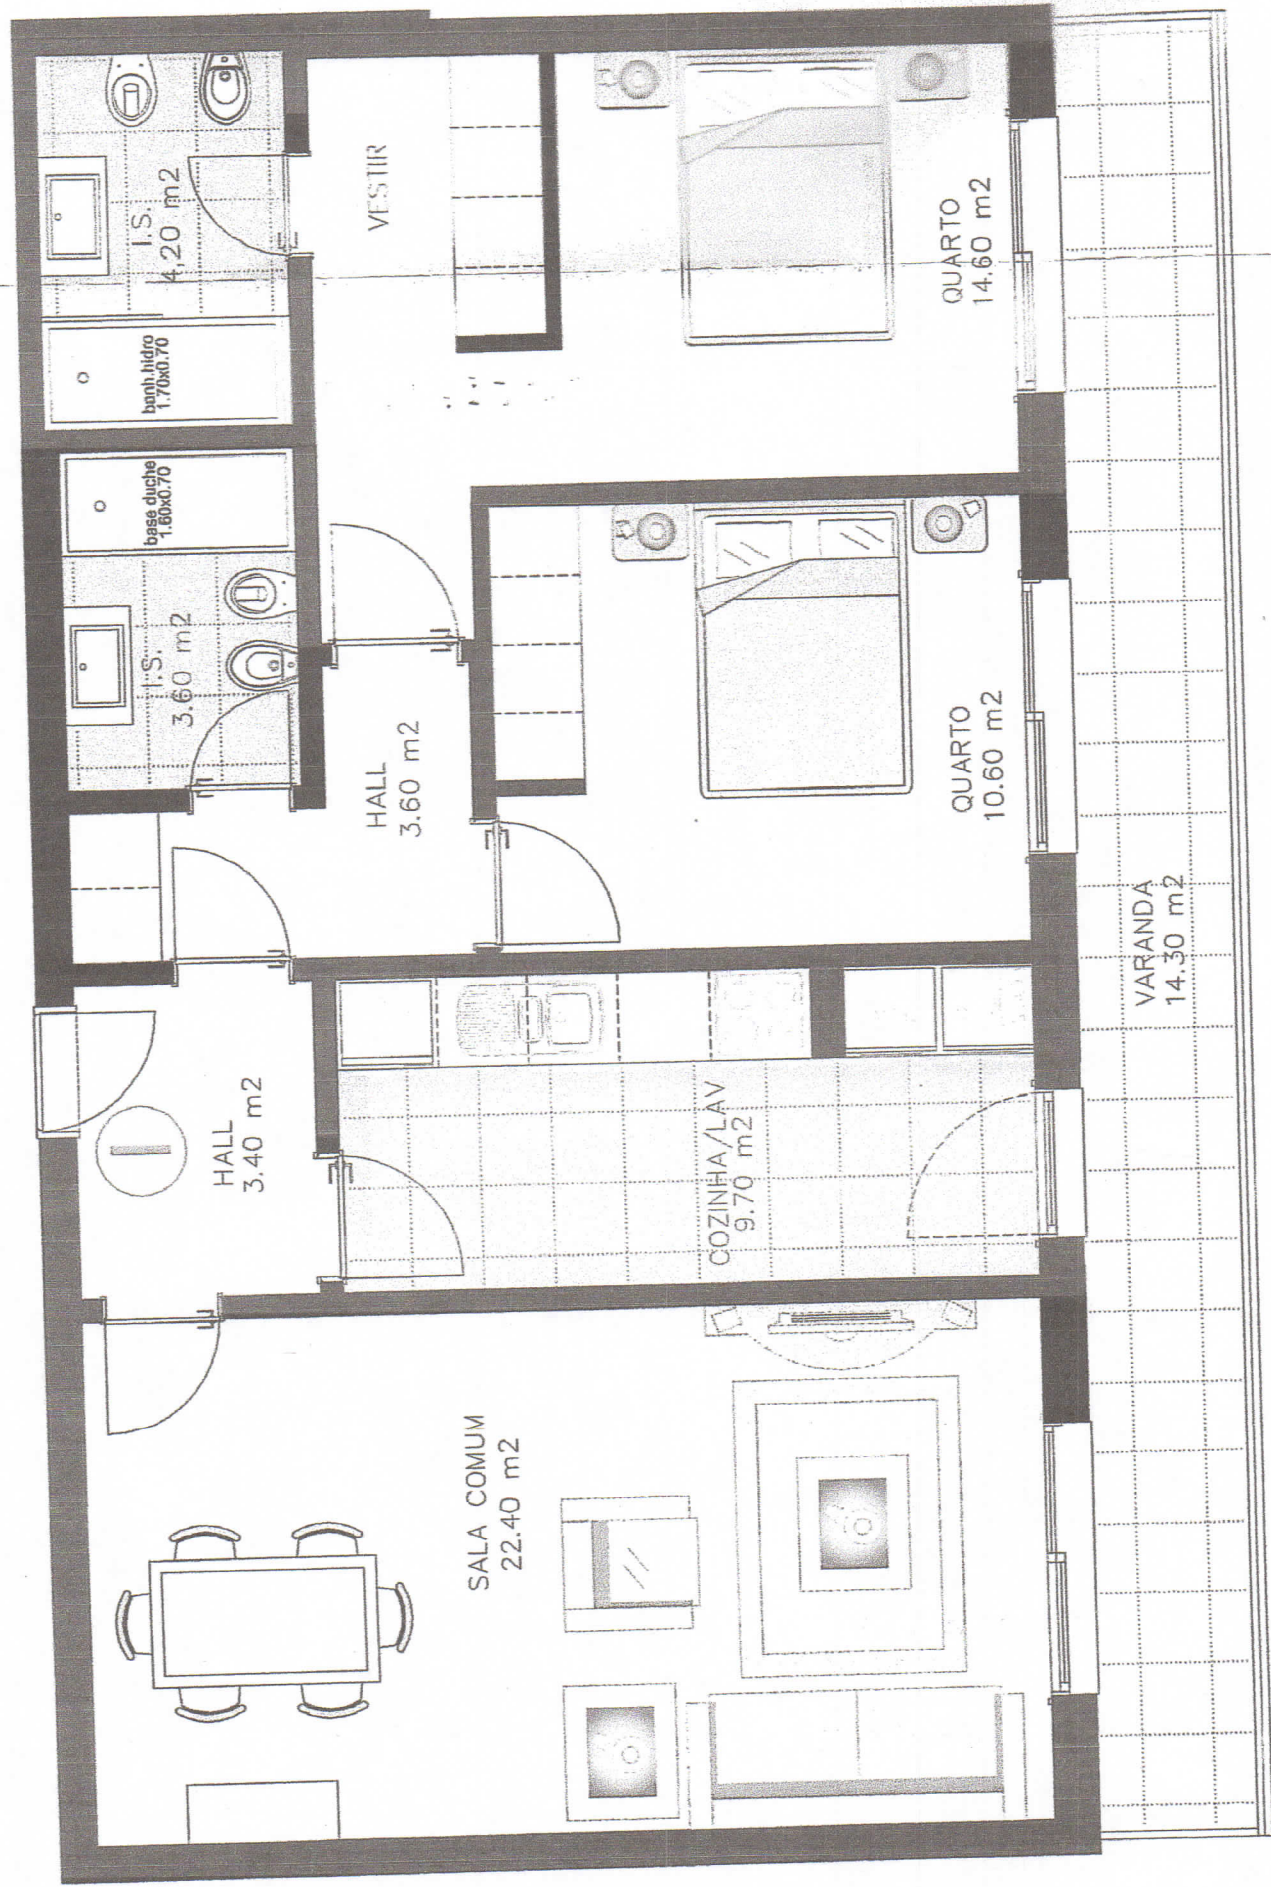 I.S.
4,20 m2
banh.hidro
1.70x0.70
VESTIR
QUARTO
14.60 m2
base duche
1.60x0.70
I.S.
3.60 m2
HALL
3.60 m2
QUARTO
10.60 m2
HALL
3.40 m2
COZINHA/LAV
9.70 m2
VARANDA
14.30 m2
SALA COMUM
22.40 m2